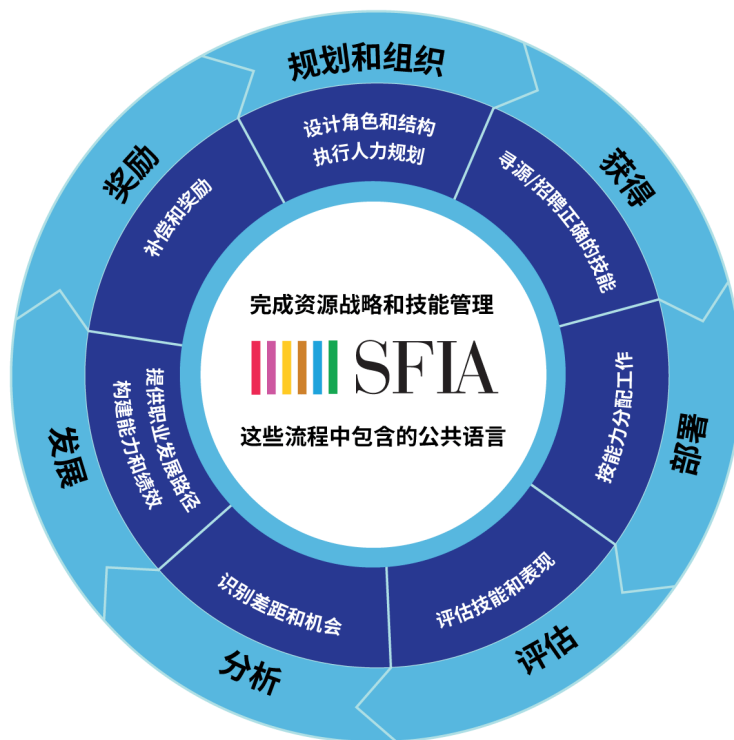 规划和组织
设计角色和结构
执行人力规划
获得
寻源/招聘正确的技能
部署
按能力分配工作
评估
评估技能和表现
分析
识别差距和机会
发展
提供职业发展路径
构建能力和绩效
奖励
补偿和奖励
完成资源战略和技能管理
SFIA
这些流程中包含的公共语言